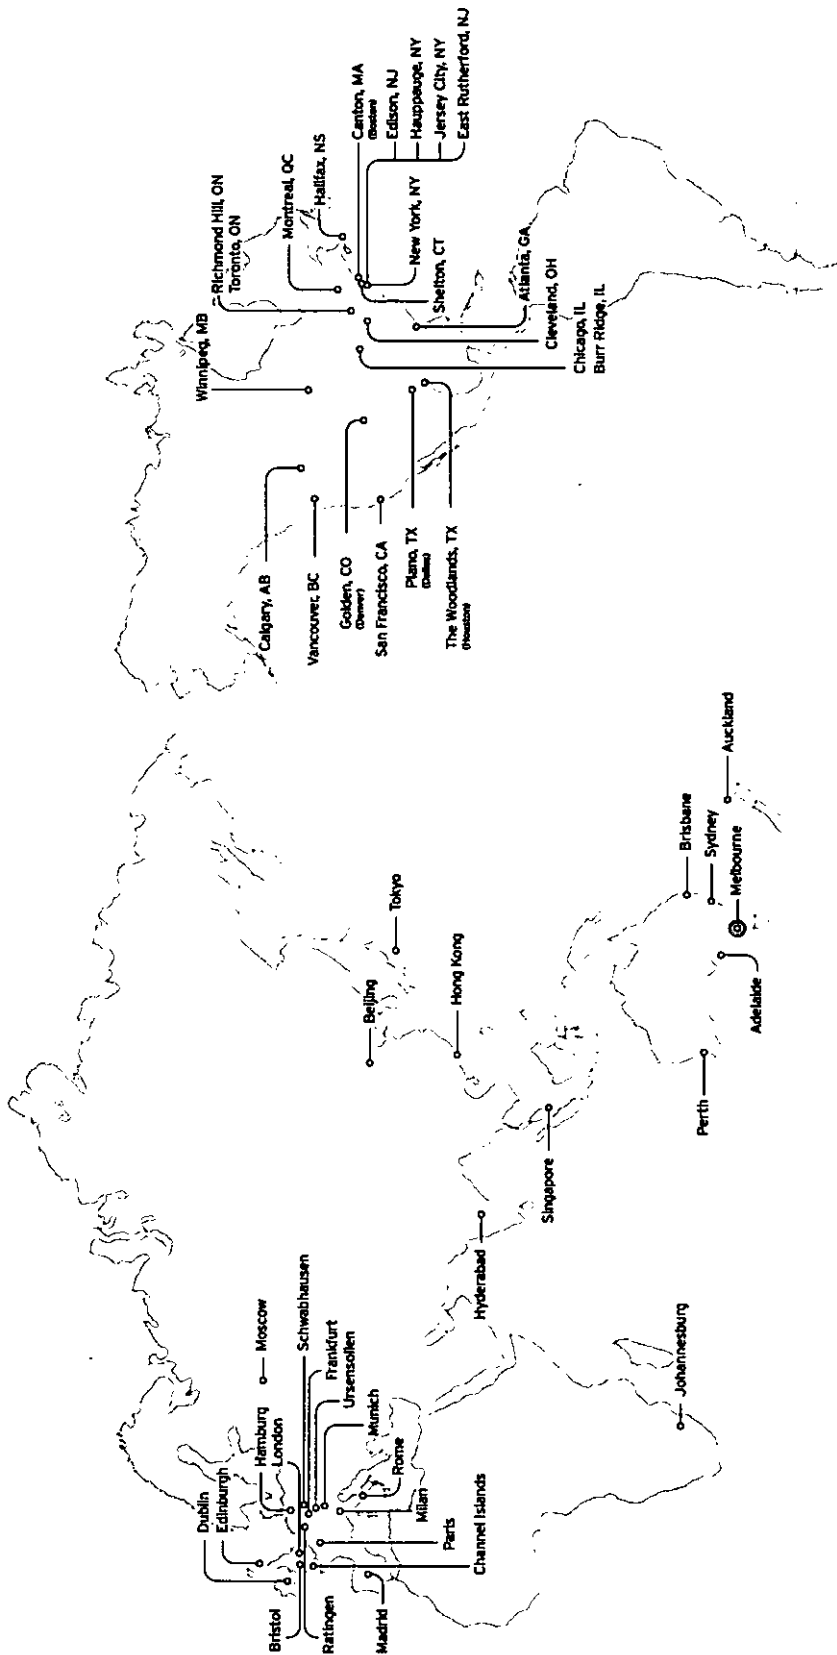 Dublin
Edinburgh
Hamburg
London
Moscow
Schwabhausen
Frankfurt
Ursensollen
Munich
Rome
Milan
Paris
Channel Islands
Bristol
Ratingen
Madrid
Johannesburg
Hyderabad
Singapore
Beijing
Tokyo
Hong Kong
Perth
Adelaide
Melbourne
Sydney
Brisbane
Auckland
Calgary, AB
Vancouver, BC
Golden, CO
(Denver)
San Francisco, CA
Plano, TX
(Dallas)
The Woodlands, TX
(Houston)
Winnipeg, MB
Richmond Hill, ON
Toronto, ON
Montreal, QC
Halifax, NS
Canton, MA
(Boston)
Edison, NJ
Hauppauge, NY
Jersey City, NY
East Rutherford, NJ
New York, NY
Shelton, CT
Atlanta, GA
Cleveland, OH
Chicago, IL
Burr Ridge, IL